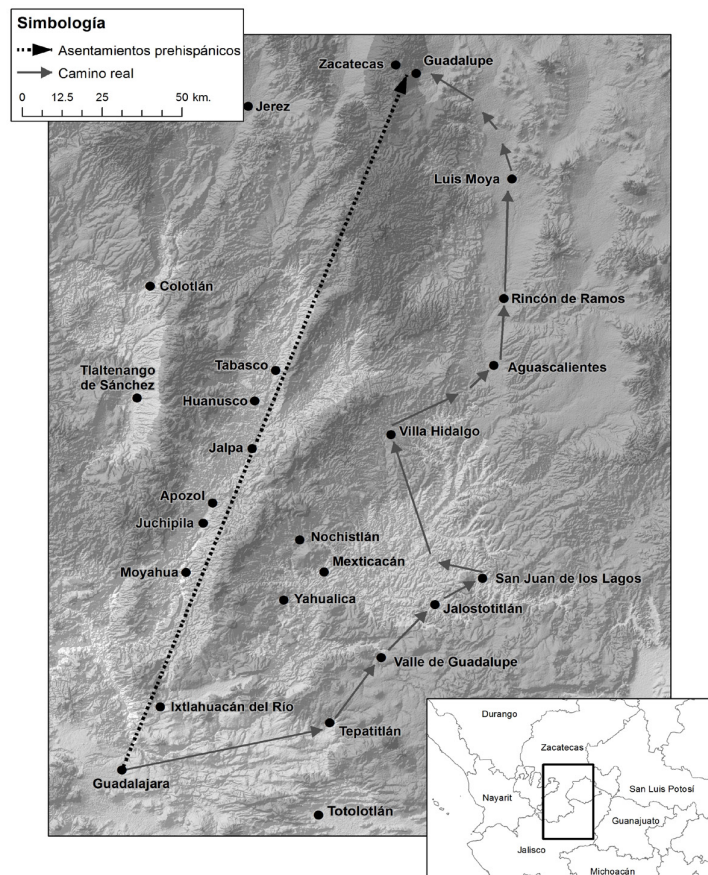 Simbología
Asentamientos prehispánicos
Camino real
0 12.5 25 50 km.
Zacatecas
Guadalupe
Jerez
Luis Moya
Colotlán
Rincón de Ramos
Tabasco
Aguascalientes
Tlaltenango
de Sánchez
Huanusco
Villa Hidalgo
Jalpa
Apozol
Juchipila
Nochistlán
Mexticacán
Moyahua
San Juan de los Lagos
Yahualica
Jalostotitlán
Valle de Guadalupe
Ixtlahuacán del Río
Tepatitlán
Guadalajara
Totolotlán
Durango
Zacatecas
Nayarit
San Luis Potosí
Guanajuato
Jalisco
Michoacán